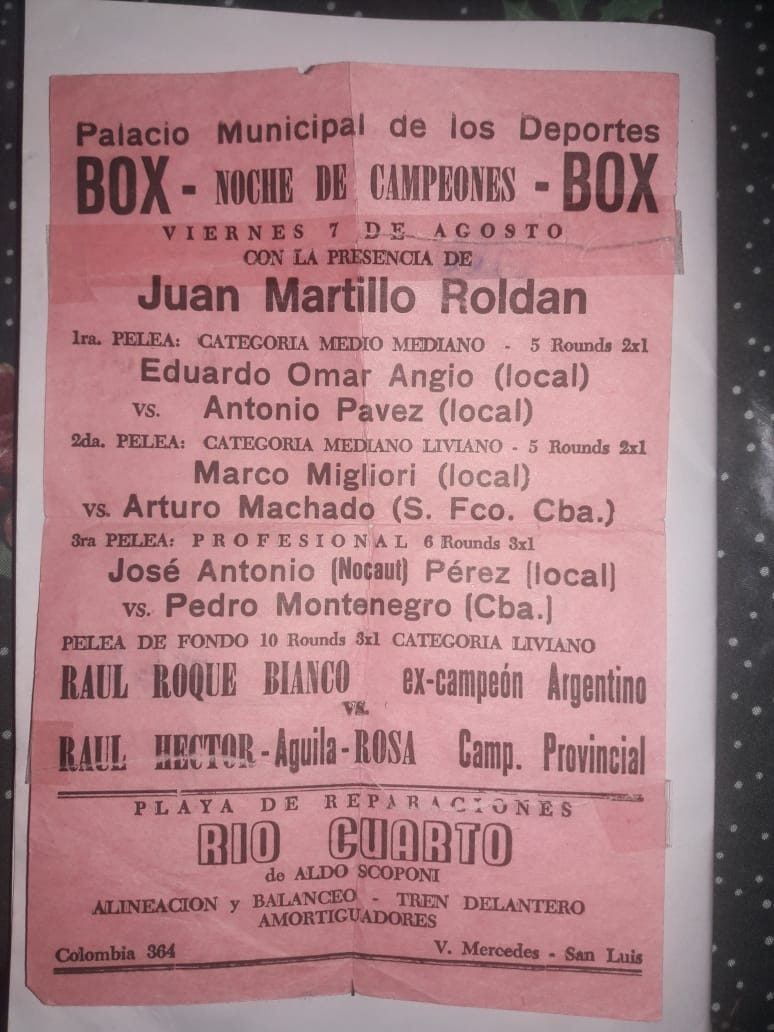 Palacio Municipal de los Deportes
BOX - NOCHE DE CAMPEONES - BOX
VIERNES 7 DE AGOSTO
CON LA PRESENCIA DE
Juan Martillo Roldan
1ra. PELEA: CATEGORIA MEDIO MEDIANO - 5 Rounds 2x1
Eduardo Omar Angio (local)
vs. Antonio Pavez (local)
2da. PELEA: CATEGORIA MEDIANO LIVIANO - 5 Rounds 2x1
Marco Migliori (local)
vs. Arturo Machado (S. Fco. Cba.)
3ra PELEA: PROFESIONAL 6 Rounds 3x1
José Antonio (Nocaut) Pérez (local)
vs. Pedro Montenegro (Cba.)
PELEA DE FONDO 10 Rounds 3x1 CATEGORIA LIVIANO
RAUL ROQUE BIANCO ex-campeón Argentino
vs.
RAUL HECTOR - Aguila - ROSA Camp. Provincial
PLAYA DE REPARACIONES
RIO CUARTO
de ALDO SCOPONI
ALINEACION y BALANCEO - TREN DELANTERO
AMORTIGUADORES
Colombia 364 V. Mercedes - San Luis